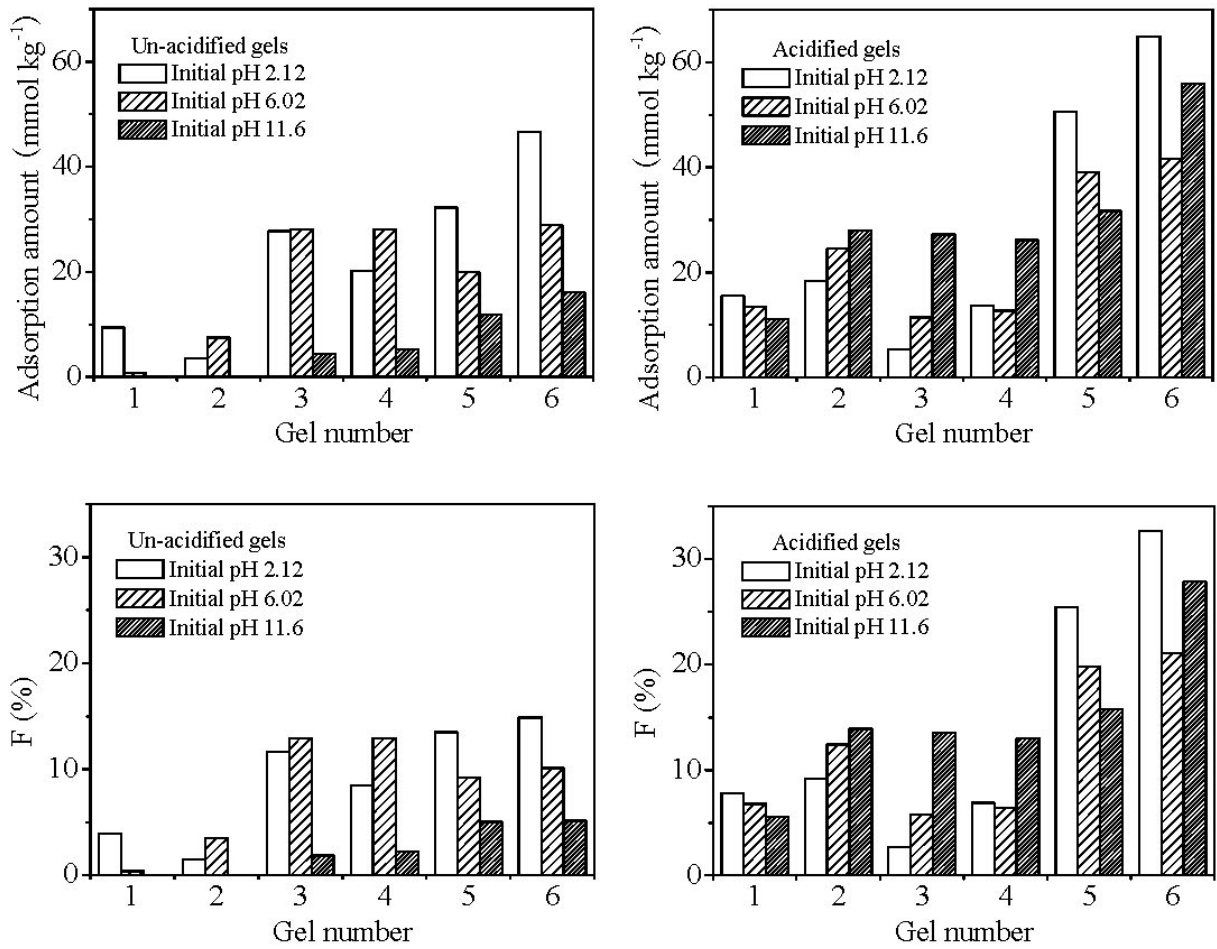 Adsorption amount (mmol kg⁻¹)
60
40
20
0
Un-acidified gels
Initial pH 2.12
Initial pH 6.02
Initial pH 11.6
1 2 3 4 5 6
Gel number
Adsorption amount (mmol kg⁻¹)
60
40
20
0
Acidified gels
Initial pH 2.12
Initial pH 6.02
Initial pH 11.6
1 2 3 4 5 6
Gel number
F (%)
30
20
10
0
Un-acidified gels
Initial pH 2.12
Initial pH 6.02
Initial pH 11.6
1 2 3 4 5 6
Gel number
F (%)
30
20
10
0
Acidified gels
Initial pH 2.12
Initial pH 6.02
Initial pH 11.6
1 2 3 4 5 6
Gel number